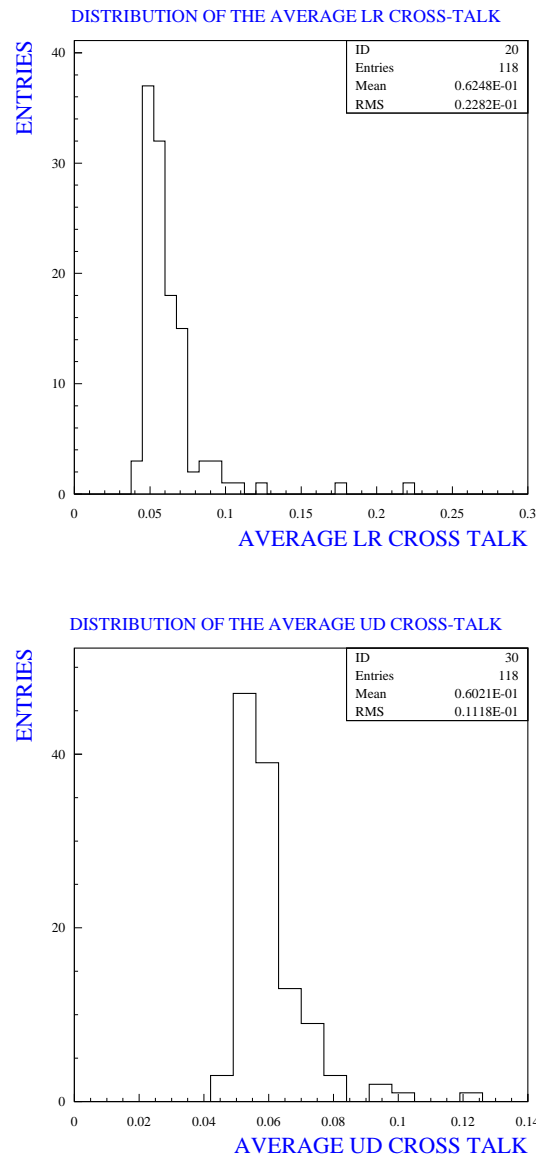 DISTRIBUTION OF THE AVERAGE LR CROSS-TALK
ID 20
Entries 118
Mean 0.6248E-01
RMS 0.2282E-01
ENTRIES
40
30
20
10
0
0 0.05 0.1 0.15 0.2 0.25 0.3
AVERAGE LR CROSS TALK
DISTRIBUTION OF THE AVERAGE UD CROSS-TALK
ID 30
Entries 118
Mean 0.6021E-01
RMS 0.1118E-01
ENTRIES
40
20
0
0 0.02 0.04 0.06 0.08 0.1 0.12 0.14
AVERAGE UD CROSS TALK